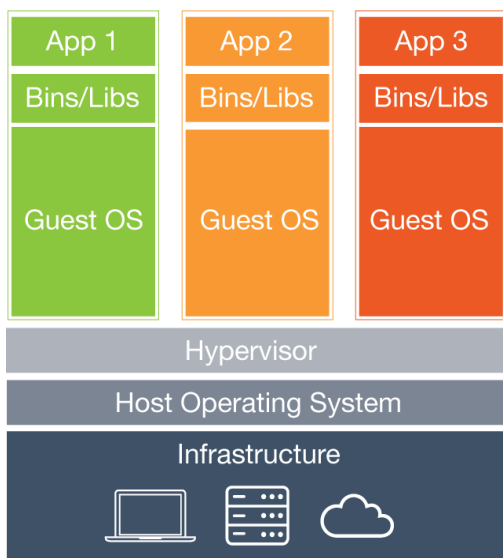 App 1
App 2
App 3
Bins/Libs
Bins/Libs
Bins/Libs
Guest OS
Guest OS
Guest OS
Hypervisor
Host Operating System
Infrastructure